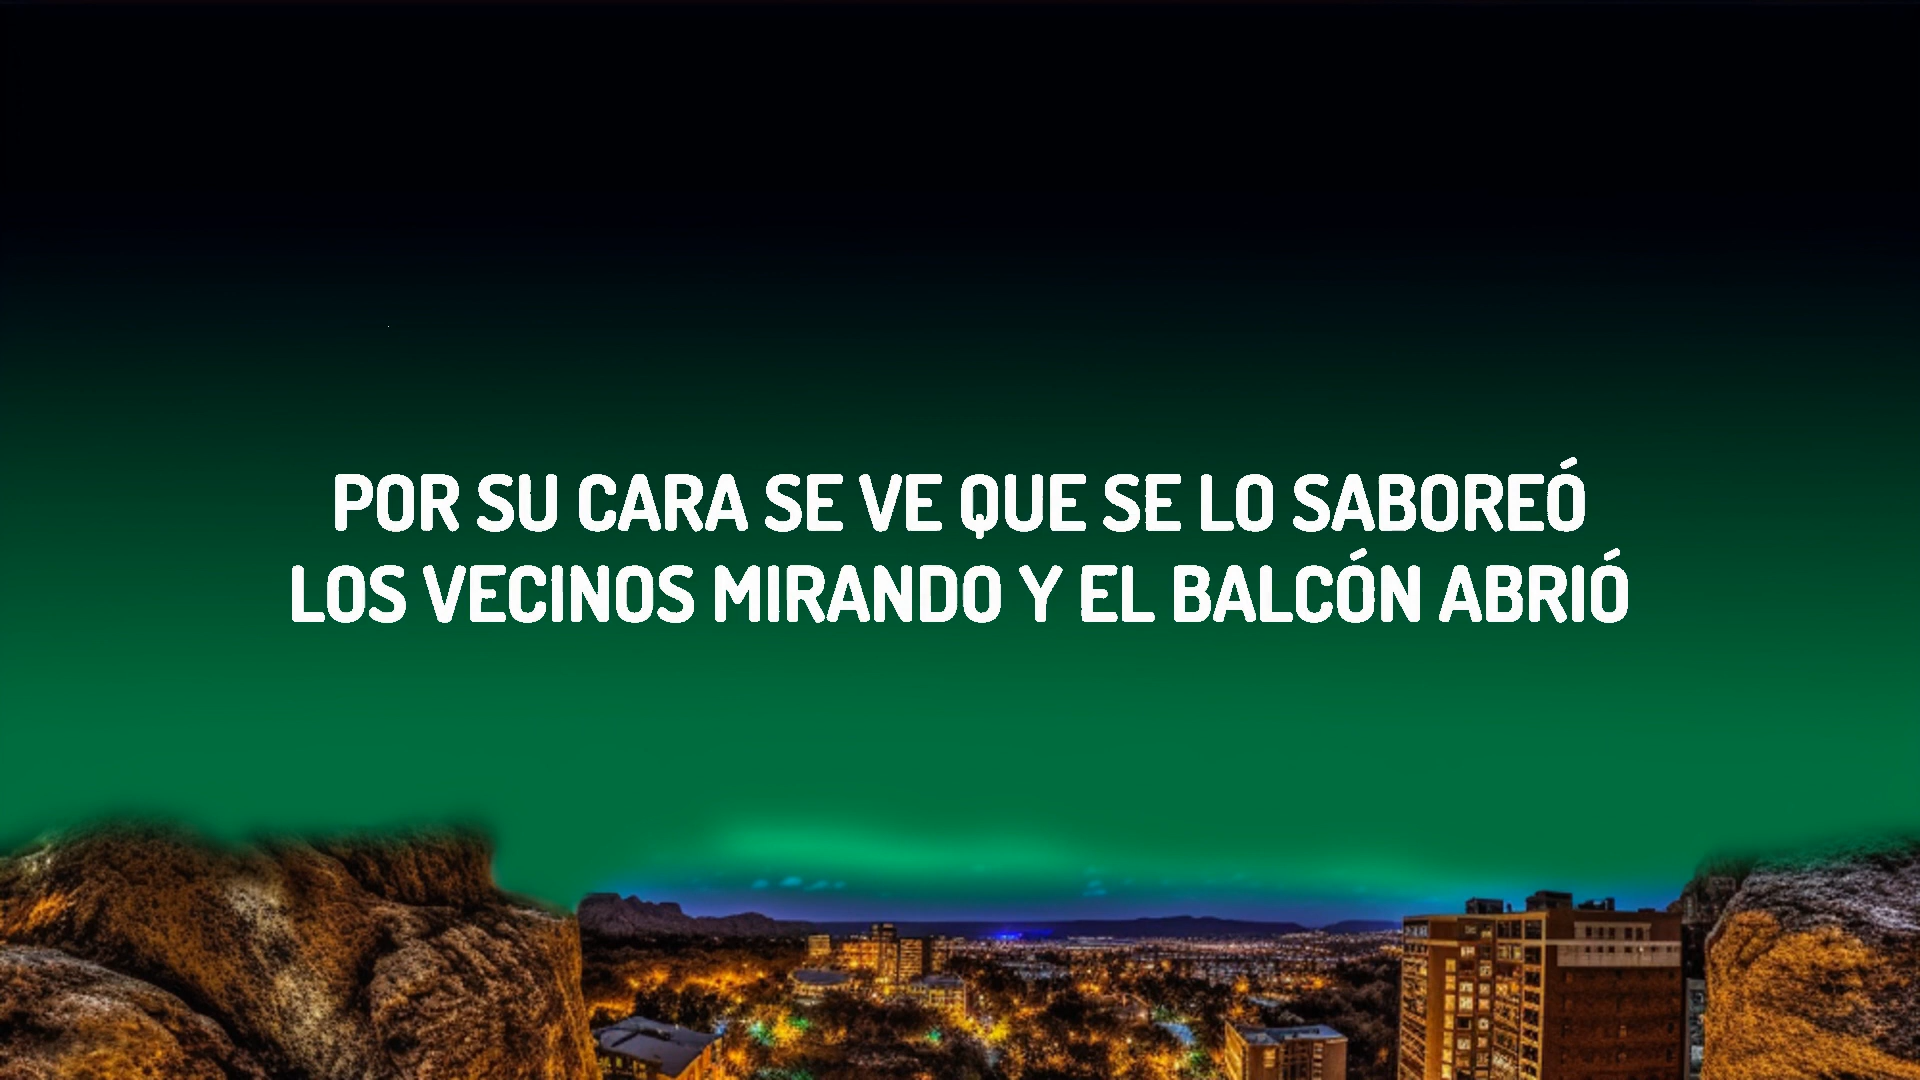 POR SU CARA SE VE QUE SE LO SABOREÓ
LOS VECINOS MIRANDO Y EL BALCÓN ABRIÓ